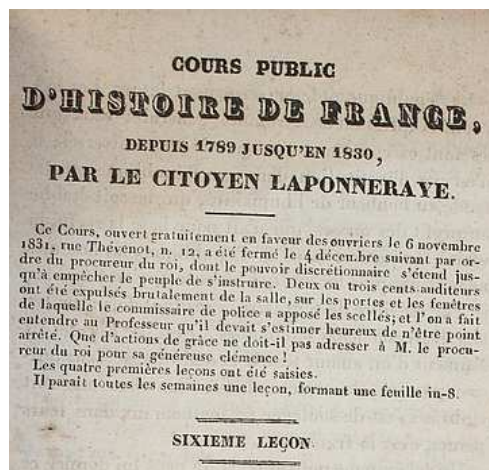 COURS PUBLIC
D'HISTOIRE DE FRANCE,
DEPUIS 1789 JUSQU'EN 1830,
PAR LE CITOYEN LAPONNERAYE.
Ce Cours, ouvert gratuitement en faveur des ouvriers le 6 novembre
1831, rue Thévenot, n. 12, a été fermé le 4 décembre suivant par or-
dre du procureur du roi, dont le pouvoir discrétionnaire s'étend jus-
qu'à empêcher le peuple de s'instruire. Deux ou trois cents auditeurs
ont été expulsés brutalement de la salle, sur les portes et les fenêtres
de laquelle le commissaire de police a apposé les scellés; et l'on a fait
entendre au Professeur qu'il devait s'estimer heureux de n'être point
arrêté. Que d'actions de grâce ne doit-il pas adresser à M. le procu-
reur du roi pour sa généreuse clémence !
Les quatre premières leçons ont été saisies.
Il parait toutes les semaines une leçon, formant une feuille in-8.
SIXIEME LEÇON